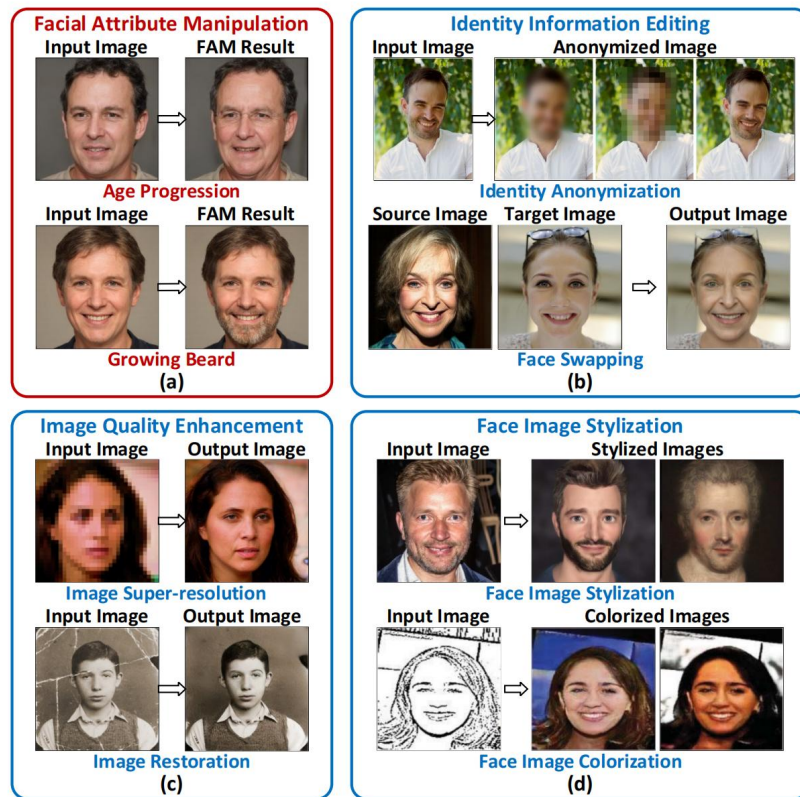 Facial Attribute Manipulation
Input Image FAM Result
Age Progression
Input Image FAM Result
Growing Beard
(a)
Identity Information Editing
Input Image Anonymized Image
Identity Anonymization
Source Image Target Image Output Image
Face Swapping
(b)
Image Quality Enhancement
Input Image Output Image
Image Super-resolution
Input Image Output Image
Image Restoration
(c)
Face Image Stylization
Input Image Stylized Images
Face Image Stylization
Input Image Colorized Images
Face Image Colorization
(d)